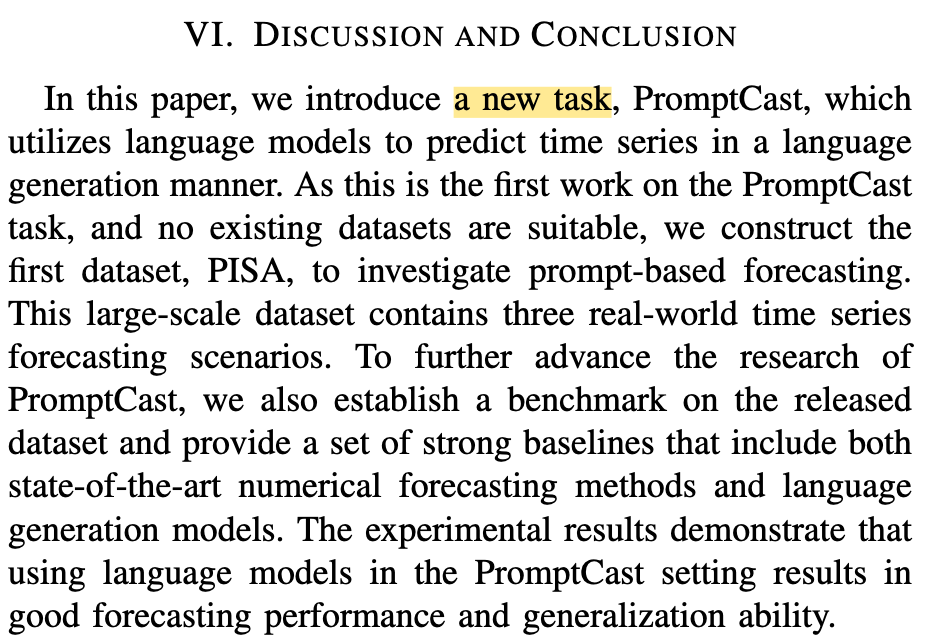 VI. DISCUSSION AND CONCLUSION
In this paper, we introduce a new task, PromptCast, which
utilizes language models to predict time series in a language
generation manner. As this is the first work on the PromptCast
task, and no existing datasets are suitable, we construct the
first dataset, PISA, to investigate prompt-based forecasting.
This large-scale dataset contains three real-world time series
forecasting scenarios. To further advance the research of
PromptCast, we also establish a benchmark on the released
dataset and provide a set of strong baselines that include both
state-of-the-art numerical forecasting methods and language
generation models. The experimental results demonstrate that
using language models in the PromptCast setting results in
good forecasting performance and generalization ability.